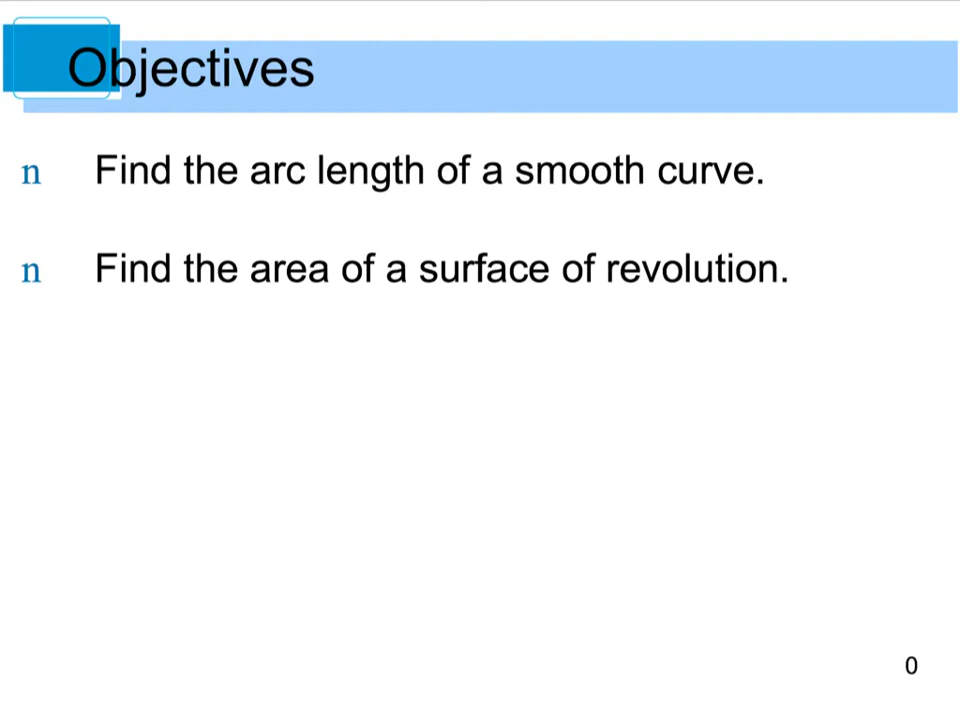 Objectives
n Find the arc length of a smooth curve.
n Find the area of a surface of revolution.
0